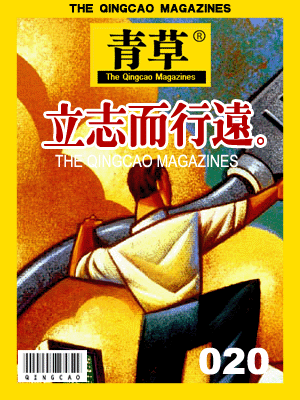 THE QINGCAO MAGAZINES
青草®
The Qingcao Magazines
立志而行遠。
THE QINGCAO MAGAZINES
QINGCAO
020